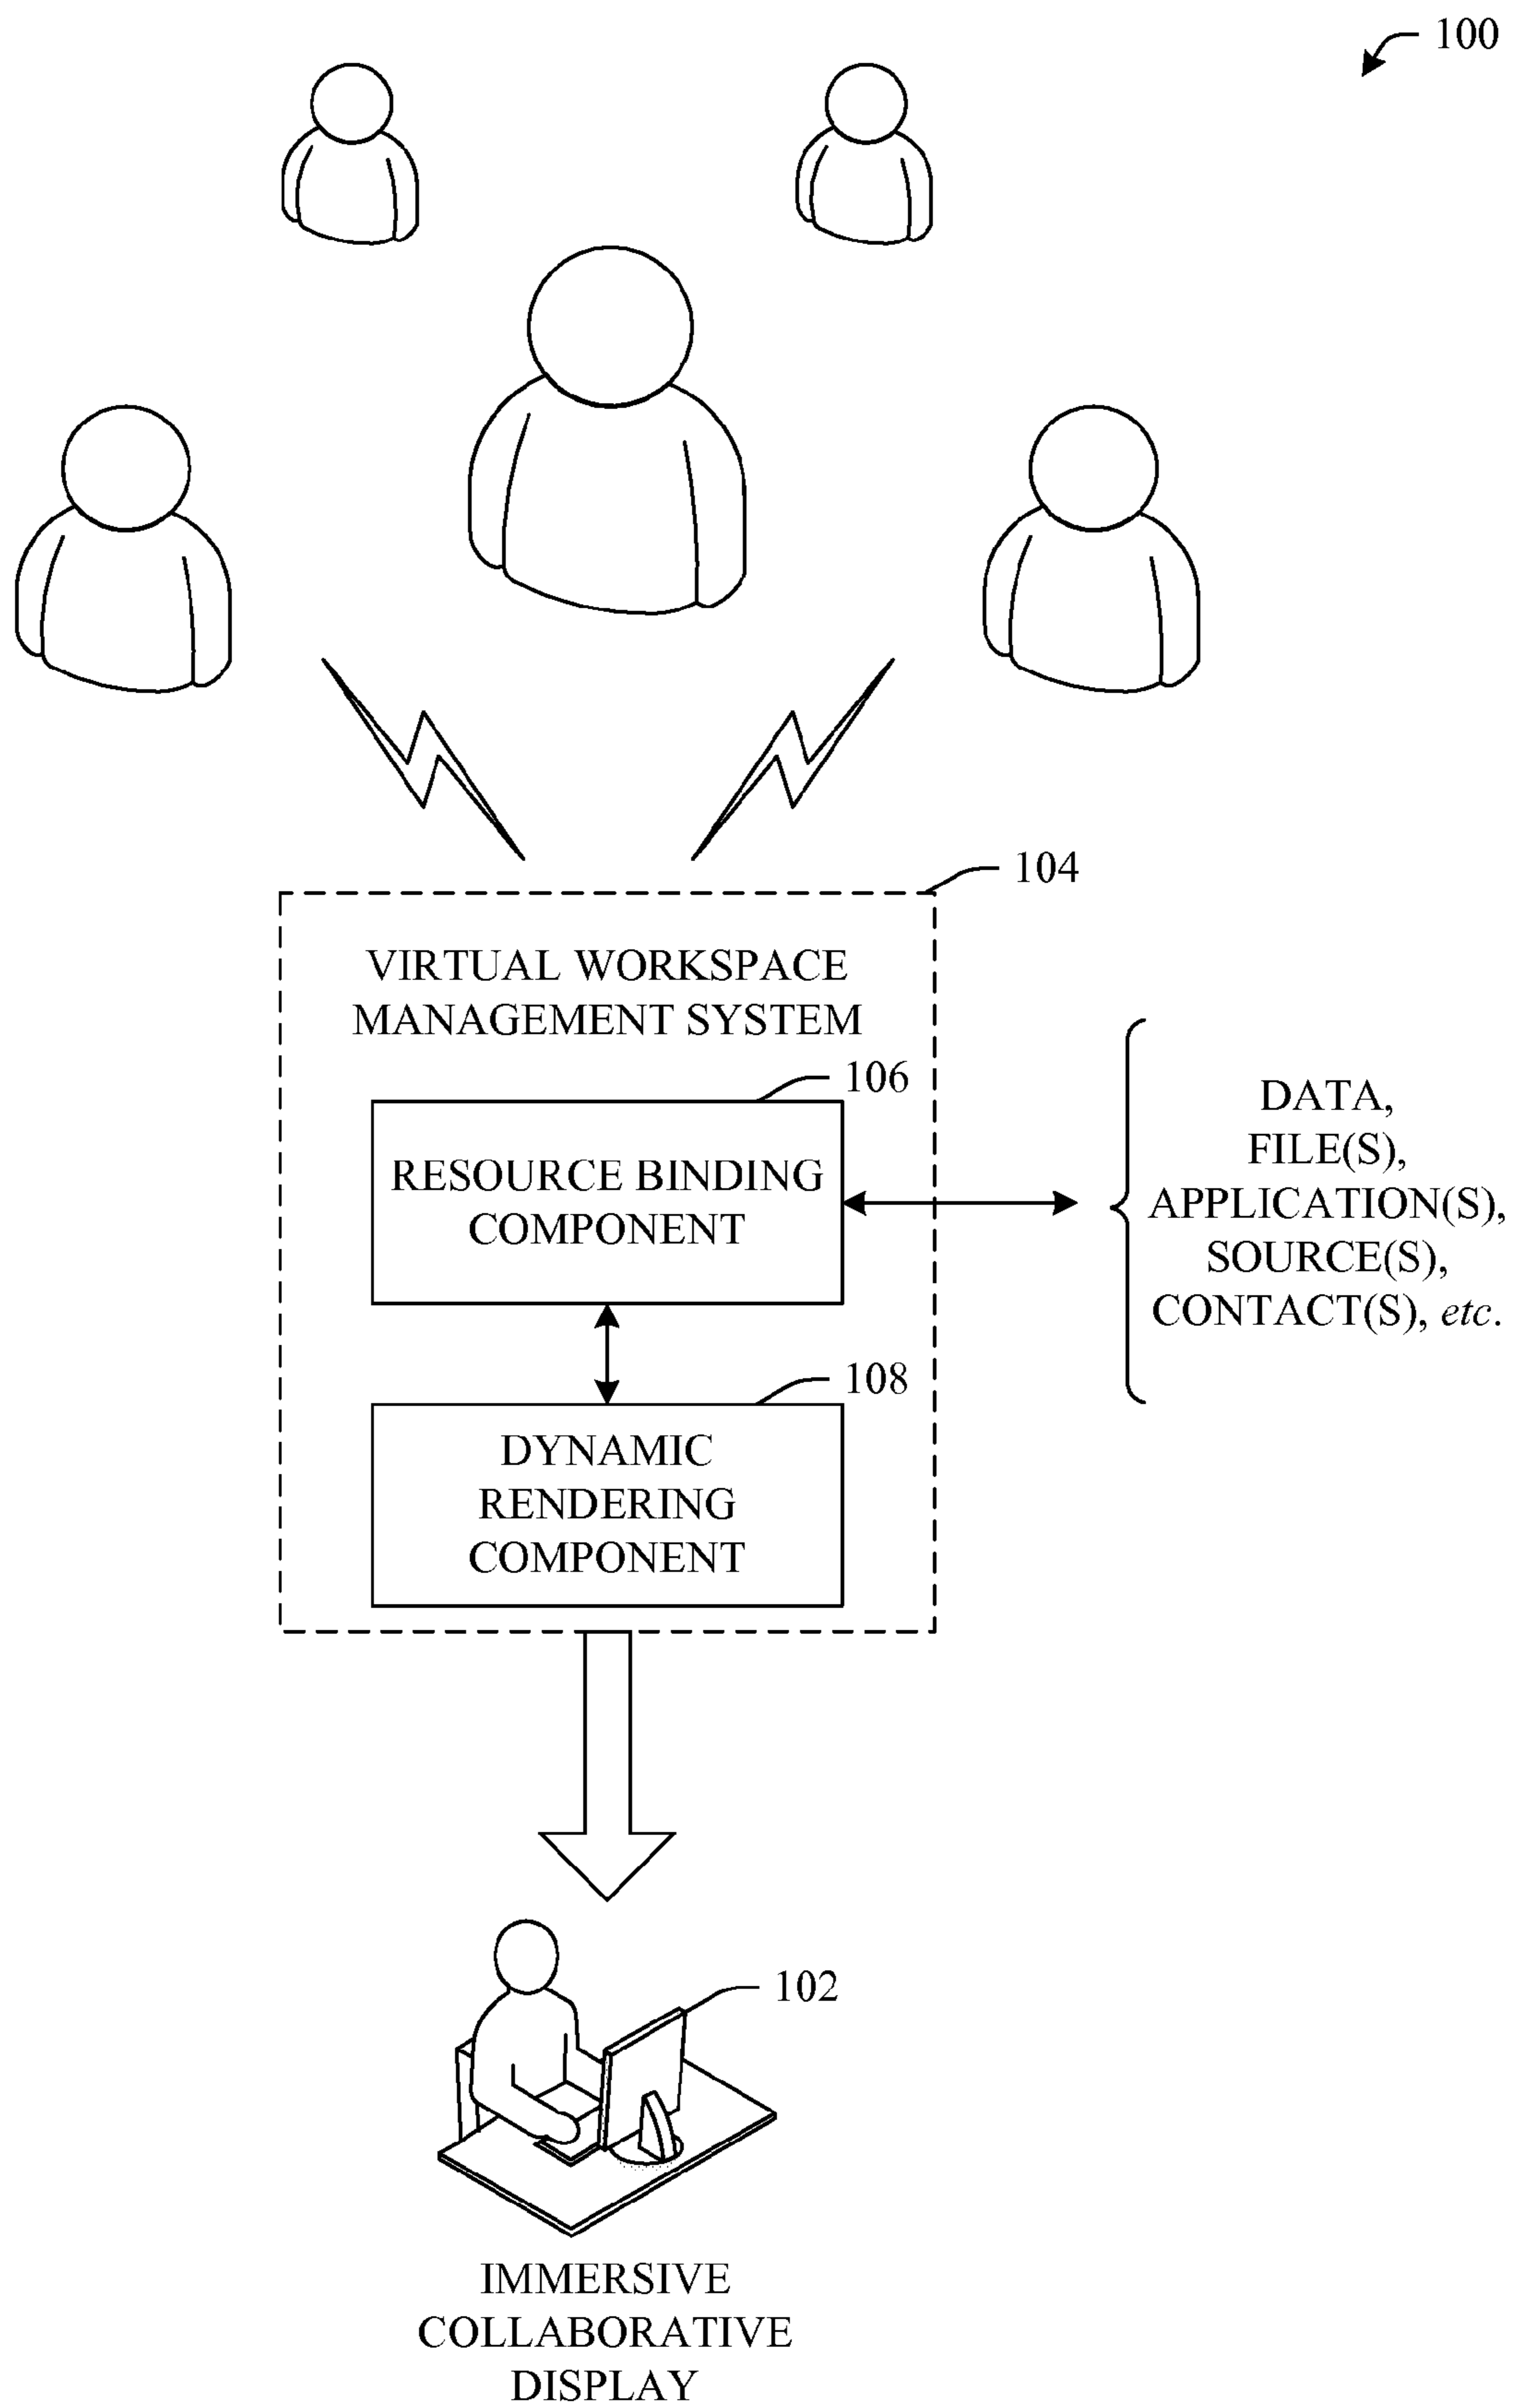 100
104
VIRTUAL WORKSPACE
MANAGEMENT SYSTEM
106
RESOURCE BINDING
COMPONENT
DATA,
FILE(S),
APPLICATION(S),
SOURCE(S),
CONTACT(S), etc.
108
DYNAMIC
RENDERING
COMPONENT
102
IMMERSIVE
COLLABORATIVE
DISPLAY